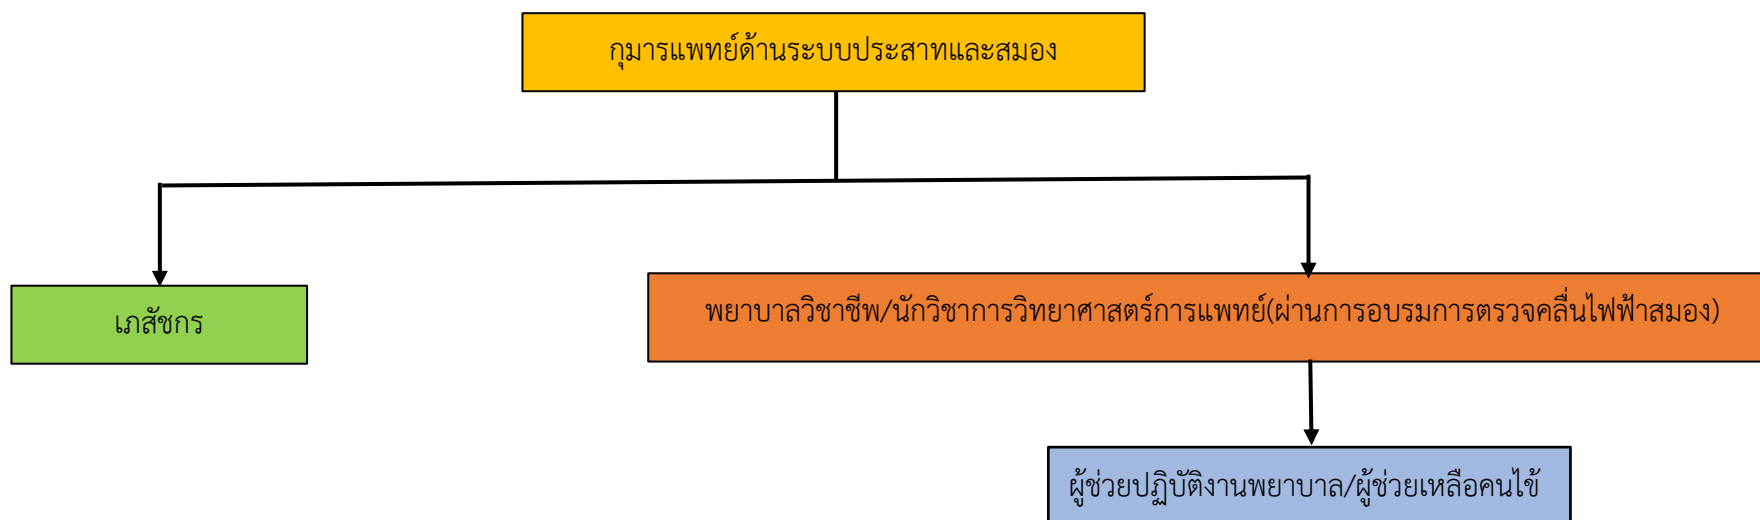 กุมารแพทย์ด้านระบบประสาทและสมอง
เภสัชกร
พยาบาลวิชาชีพ/นักวิชาการวิทยาศาสตร์การแพทย์(ผ่านการอบรมการตรวจคลื่นไฟฟ้าสมอง)
ผู้ช่วยปฏิบัติงานพยาบาล/ผู้ช่วยเหลือคนไข้